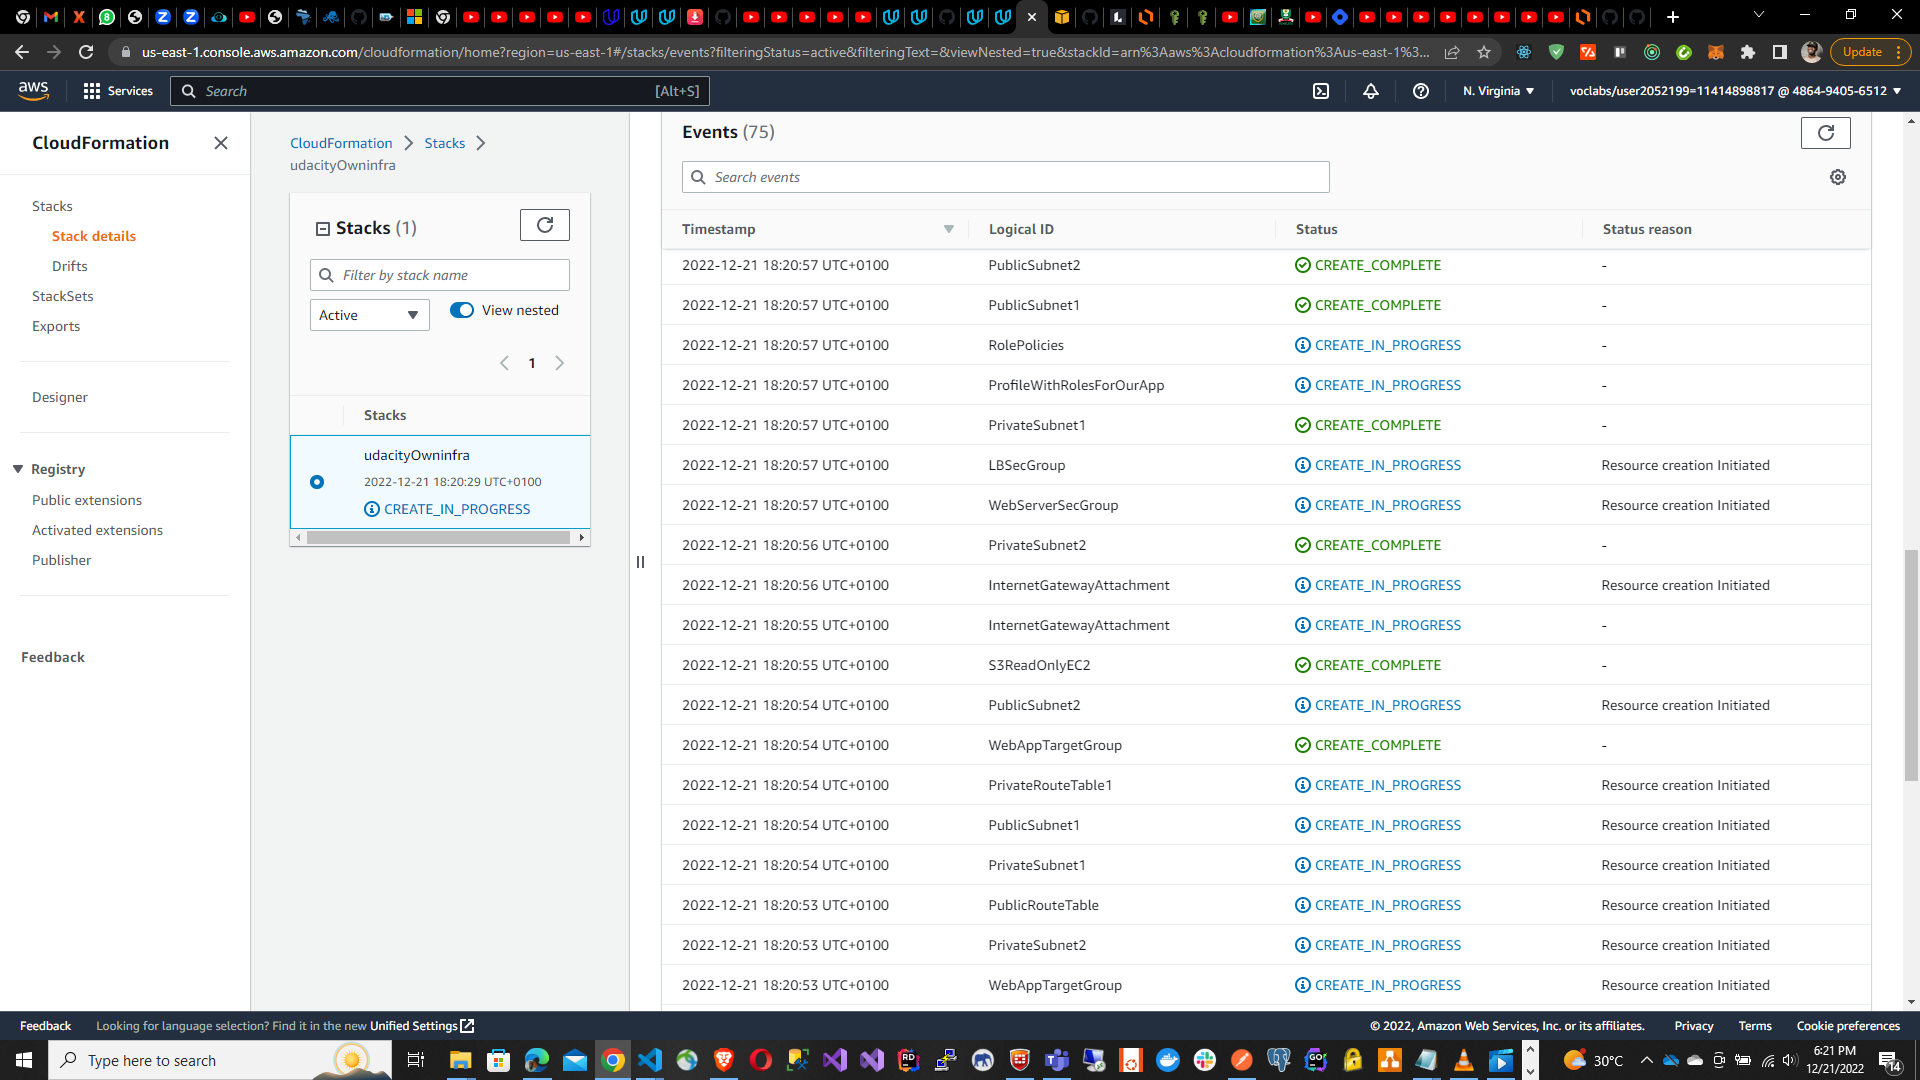 us-east-1.console.aws.amazon.com/cloudformation/home?region=us-east-1#/stacks/events?filteringStatus=active&filteringText=&viewNested=true&stackId=arn%3Aaws%3Acloudformation%3Aus-east-1%3...
Update
aws
Services
Search
[Alt+S]
N. Virginia
voclabs/user2052199=11414898817 @ 4864-9405-6512
CloudFormation
Stacks
Stack details
Drifts
StackSets
Exports
Designer
Registry
Public extensions
Activated extensions
Publisher
Feedback
CloudFormation
Stacks
udacityOwninfra
Stacks (1)
Filter by stack name
Active
View nested
1
Stacks
udacityOwninfra
2022-12-21 18:20:29 UTC+0100
CREATE_IN_PROGRESS
Events (75)
Search events
Timestamp Logical ID Status Status reason
2022-12-21 18:20:57 UTC+0100 PublicSubnet2 CREATE_COMPLETE -
2022-12-21 18:20:57 UTC+0100 PublicSubnet1 CREATE_COMPLETE -
2022-12-21 18:20:57 UTC+0100 RolePolicies CREATE_IN_PROGRESS -
2022-12-21 18:20:57 UTC+0100 ProfileWithRolesForOurApp CREATE_IN_PROGRESS -
2022-12-21 18:20:57 UTC+0100 PrivateSubnet1 CREATE_COMPLETE -
2022-12-21 18:20:57 UTC+0100 LBSecGroup CREATE_IN_PROGRESS Resource creation Initiated
2022-12-21 18:20:57 UTC+0100 WebServerSecGroup CREATE_IN_PROGRESS Resource creation Initiated
2022-12-21 18:20:56 UTC+0100 PrivateSubnet2 CREATE_COMPLETE -
2022-12-21 18:20:56 UTC+0100 InternetGatewayAttachment CREATE_IN_PROGRESS Resource creation Initiated
2022-12-21 18:20:55 UTC+0100 InternetGatewayAttachment CREATE_IN_PROGRESS -
2022-12-21 18:20:55 UTC+0100 S3ReadOnlyEC2 CREATE_COMPLETE -
2022-12-21 18:20:54 UTC+0100 PublicSubnet2 CREATE_IN_PROGRESS Resource creation Initiated
2022-12-21 18:20:54 UTC+0100 WebAppTargetGroup CREATE_COMPLETE -
2022-12-21 18:20:54 UTC+0100 PrivateRouteTable1 CREATE_IN_PROGRESS Resource creation Initiated
2022-12-21 18:20:54 UTC+0100 PublicSubnet1 CREATE_IN_PROGRESS Resource creation Initiated
2022-12-21 18:20:54 UTC+0100 PrivateSubnet1 CREATE_IN_PROGRESS Resource creation Initiated
2022-12-21 18:20:53 UTC+0100 PublicRouteTable CREATE_IN_PROGRESS Resource creation Initiated
2022-12-21 18:20:53 UTC+0100 PrivateSubnet2 CREATE_IN_PROGRESS Resource creation Initiated
2022-12-21 18:20:53 UTC+0100 WebAppTargetGroup CREATE_IN_PROGRESS Resource creation Initiated
Feedback Looking for language selection? Find it in the new Unified Settings
© 2022, Amazon Web Services, Inc. or its affiliates. Privacy Terms Cookie preferences
Type here to search
30°C
6:21 PM
12/21/2022
14